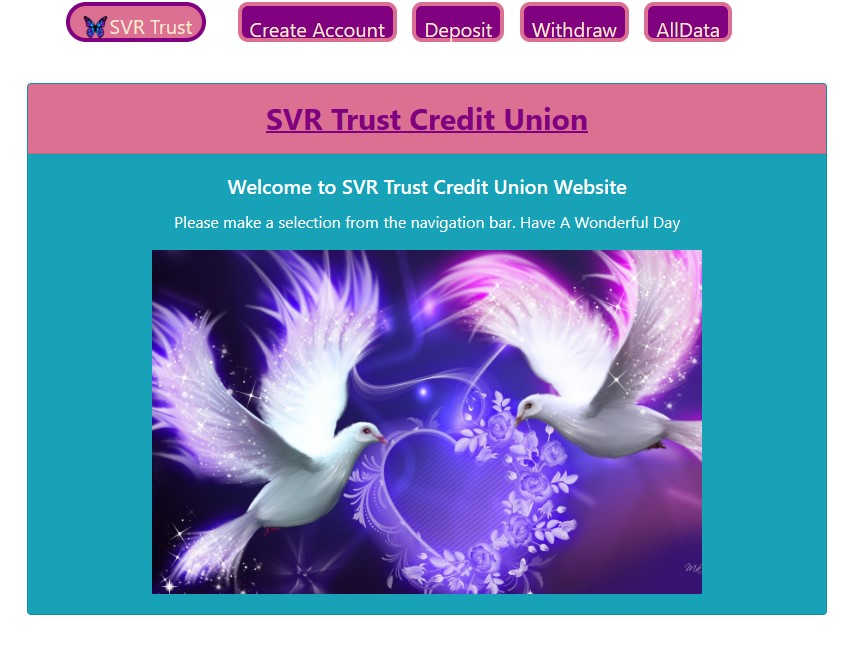 SVR Trust
Create Account
Deposit
Withdraw
AllData
SVR Trust Credit Union
Welcome to SVR Trust Credit Union Website
Please make a selection from the navigation bar. Have A Wonderful Day